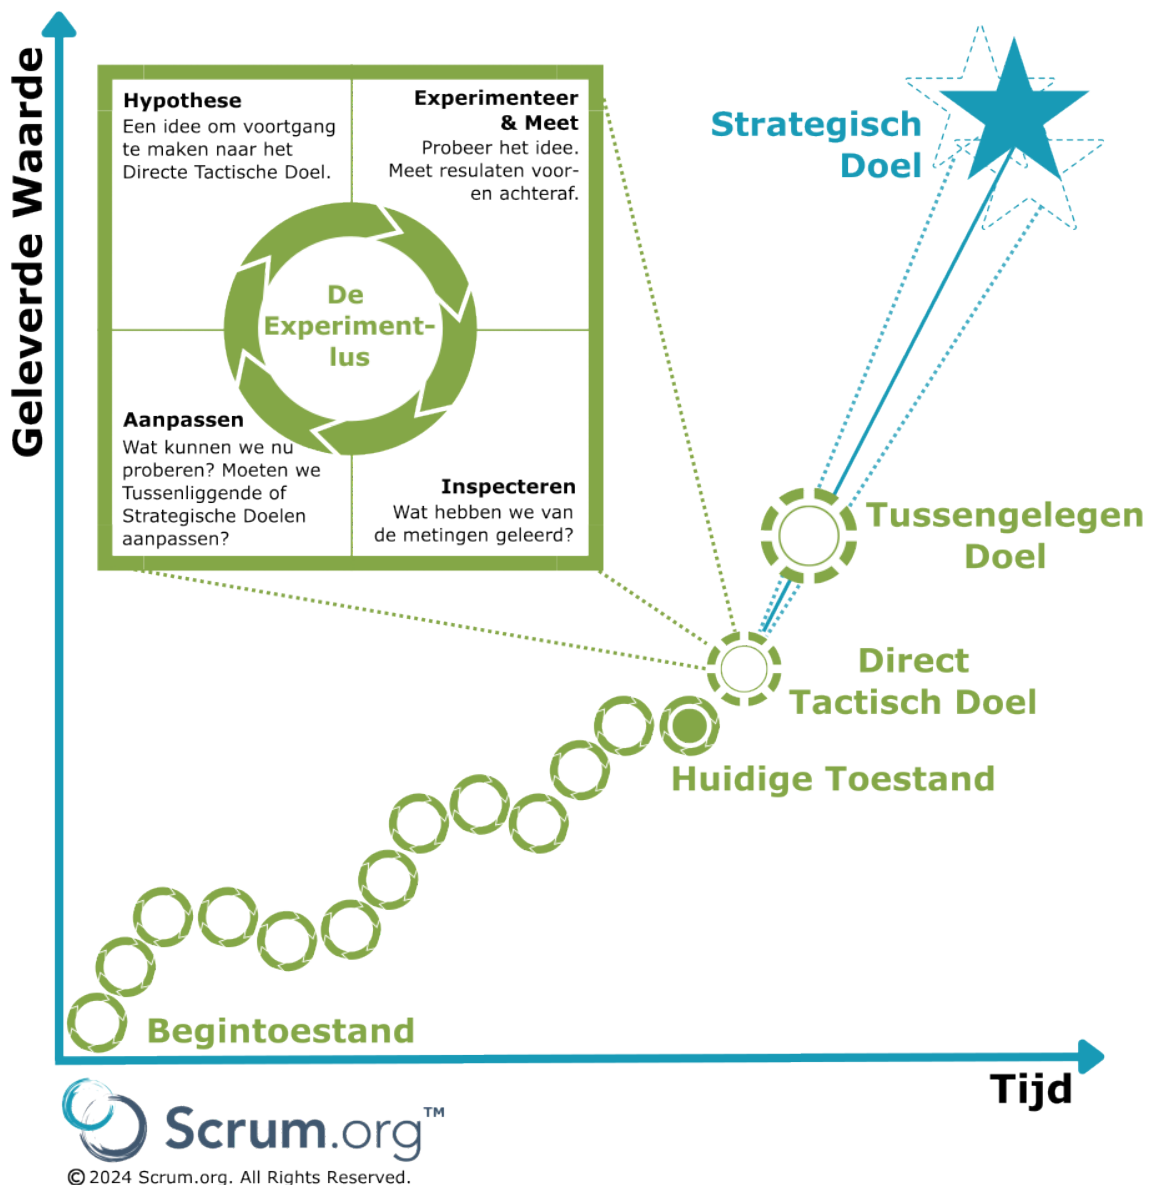 Geleverde Waarde
Hypothese
Een idee om voortgang
te maken naar het
Directe Tactische Doel.
Experimenteer
& Meet
Probeer het idee.
Meet resulaten voor-
en achteraf.
De
Experiment-
lus
Aanpassen
Wat kunnen we nu
proberen? Moeten we
Tussenliggende of
Strategische Doelen
aanpassen?
Inspecteren
Wat hebben we van
de metingen geleerd?
Strategisch
Doel
Tussengelegen
Doel
Direct
Tactisch Doel
Huidige Toestand
Begintoestand
Tijd
Scrum.org™
© 2024 Scrum.org. All Rights Reserved.